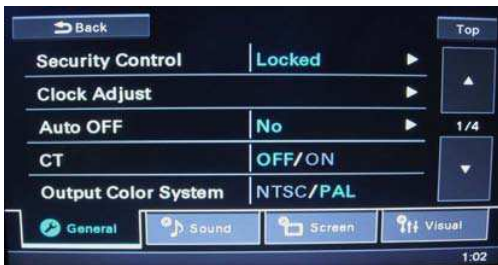 Back
Top
Security Control Locked
Clock Adjust
Auto OFF No
1/4
CT OFF/ON
Output Color System NTSC/PAL
General Sound Screen Visual
1:02